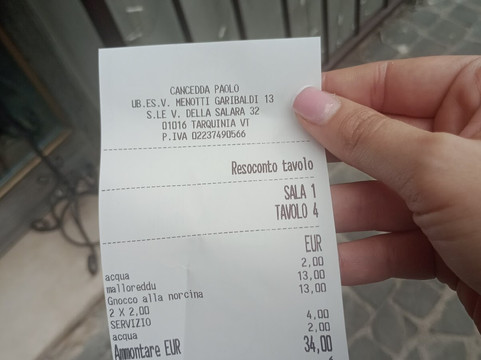 CANCEDDA PAOLO
UB.ES.V. MENOTTI GARIBALDI 13
S.LE V. DELLA SALARA 32
01016 TARQUINIA VT
P.IVA 02237490566
Resoconto tavolo
SALA 1
TAVOLO 4
EUR
acqua 2,00
malloreddu 13,00
Gnocco alla norcina 13,00
2 X 2,00
SERVIZIO 4,00
acqua 2,00
Ammontare EUR 34,00